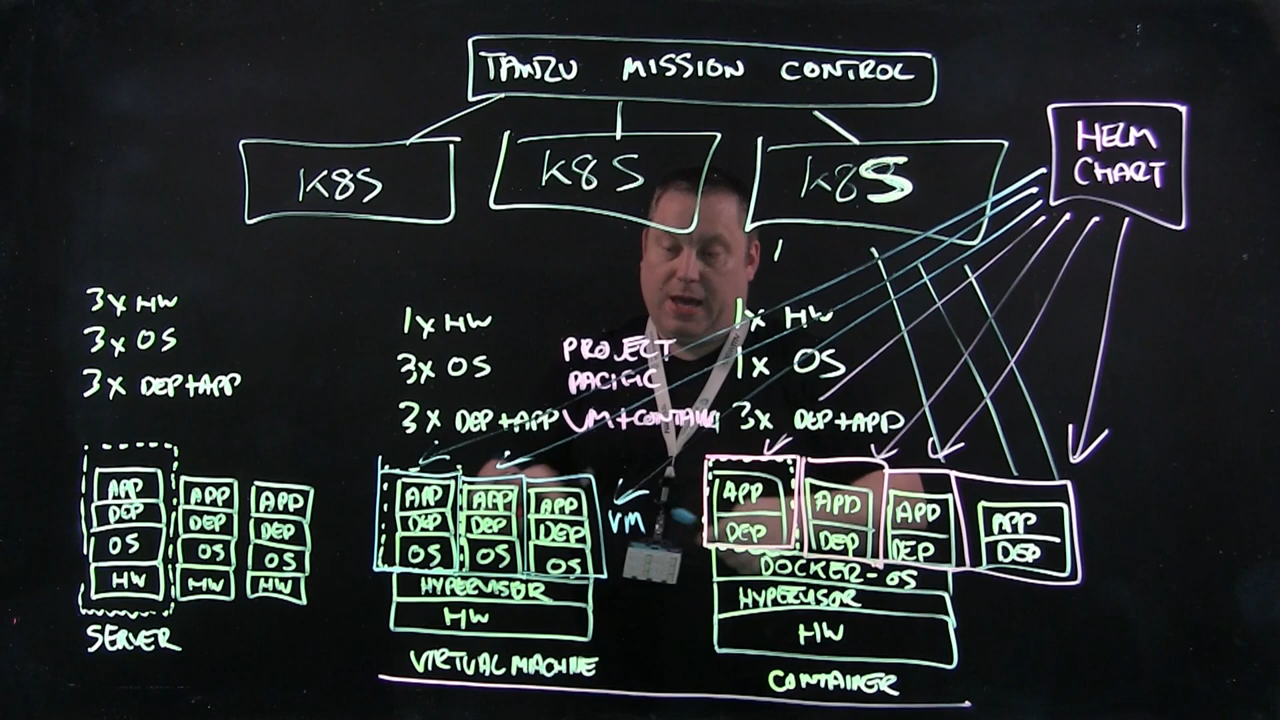 TANZU MISSION CONTROL
K8S
K8S
K8S
HELM
CHART
3x HW
3x OS
3x DEP+APP
1x HW
3x OS
3x DEP+APP
PROJECT
PACIFIC
VM+CONTAIN
1x HW
1x OS
3x DEP+APP
APP
DEP
OS
HW
APP
DEP
OS
HW
APP
DEP
OS
HW
SERVER
APP
DEP
OS
APP
DEP
OS
APP
DEP
OS
VM
HYPERVISOR
HW
VIRTUAL MACHINE
APP
DEP
APP
DEP
APP
DEP
APP
DEP
DOCKER-OS
HYPERVISOR
HW
CONTAINER